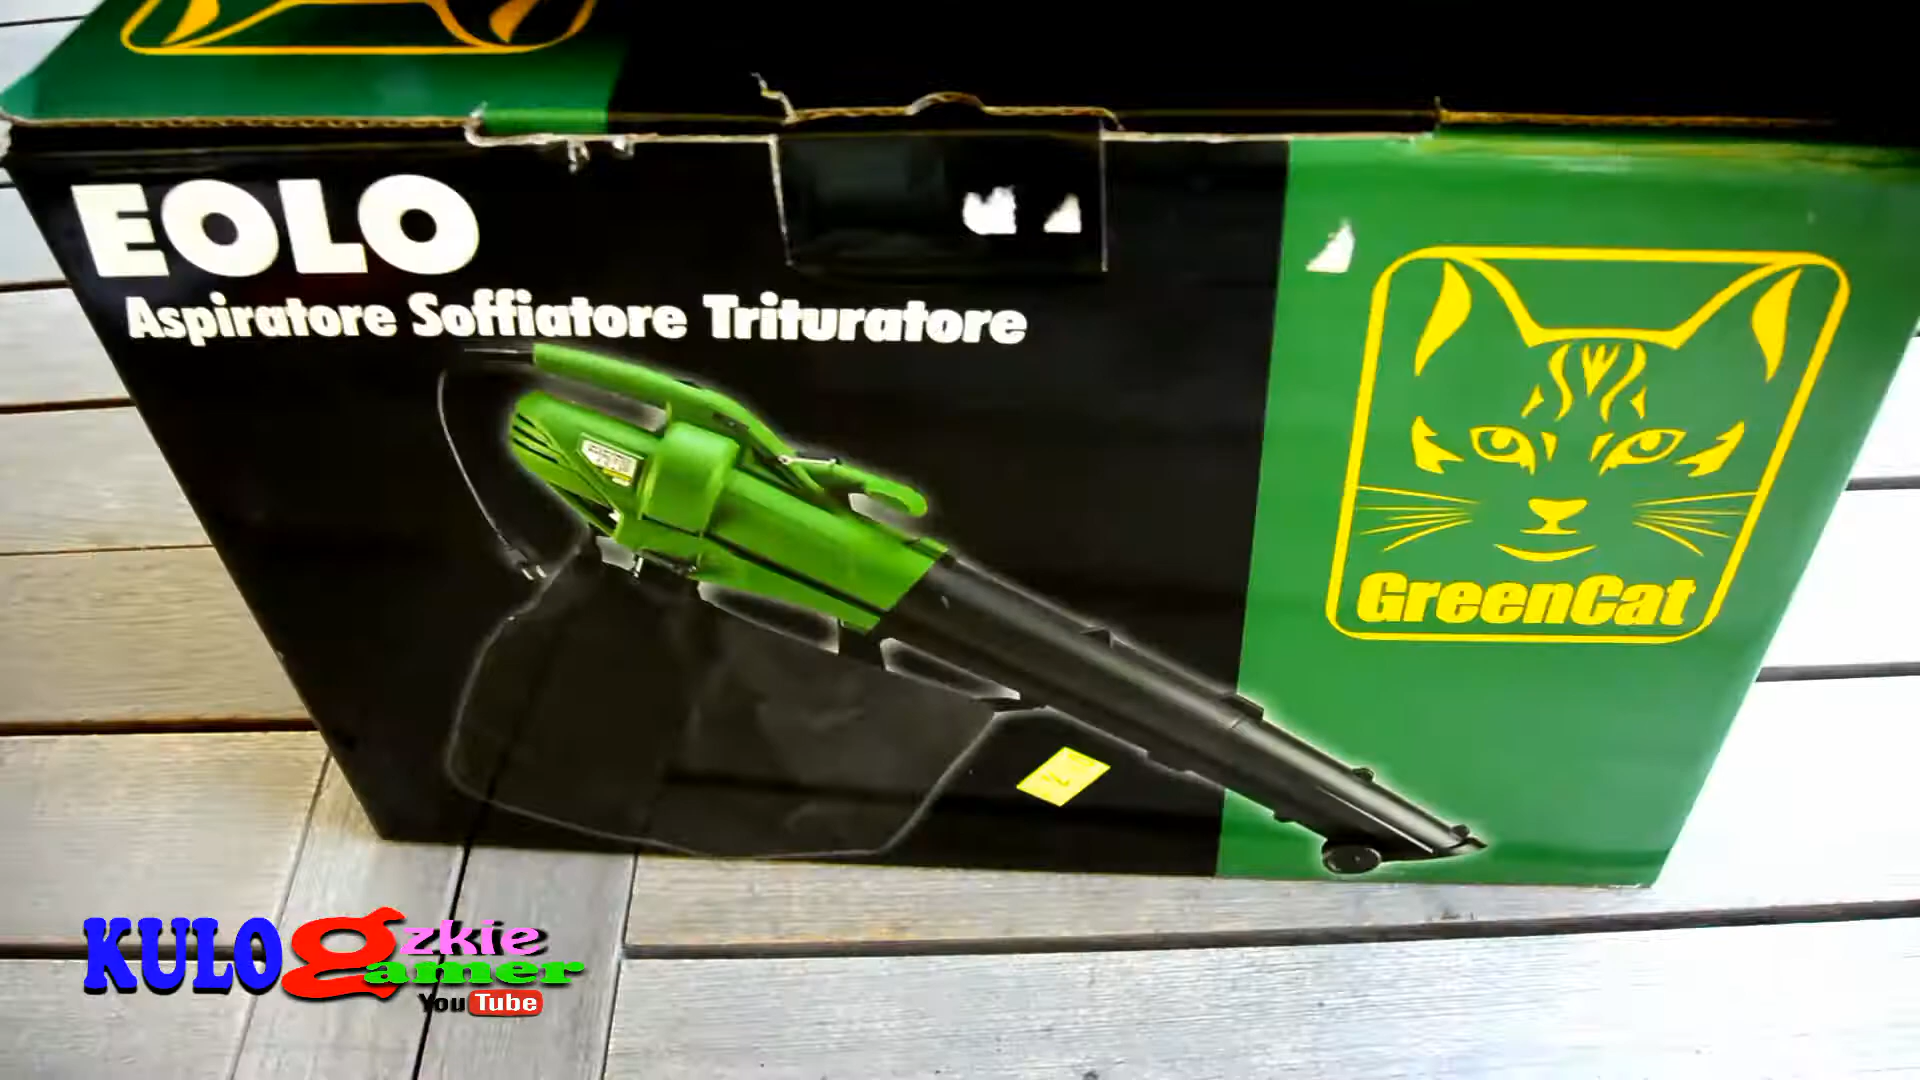 EOLO
Aspiratore Soffiatore Trituratore
GreenCat
KULOgzkie
gamer
YouTube